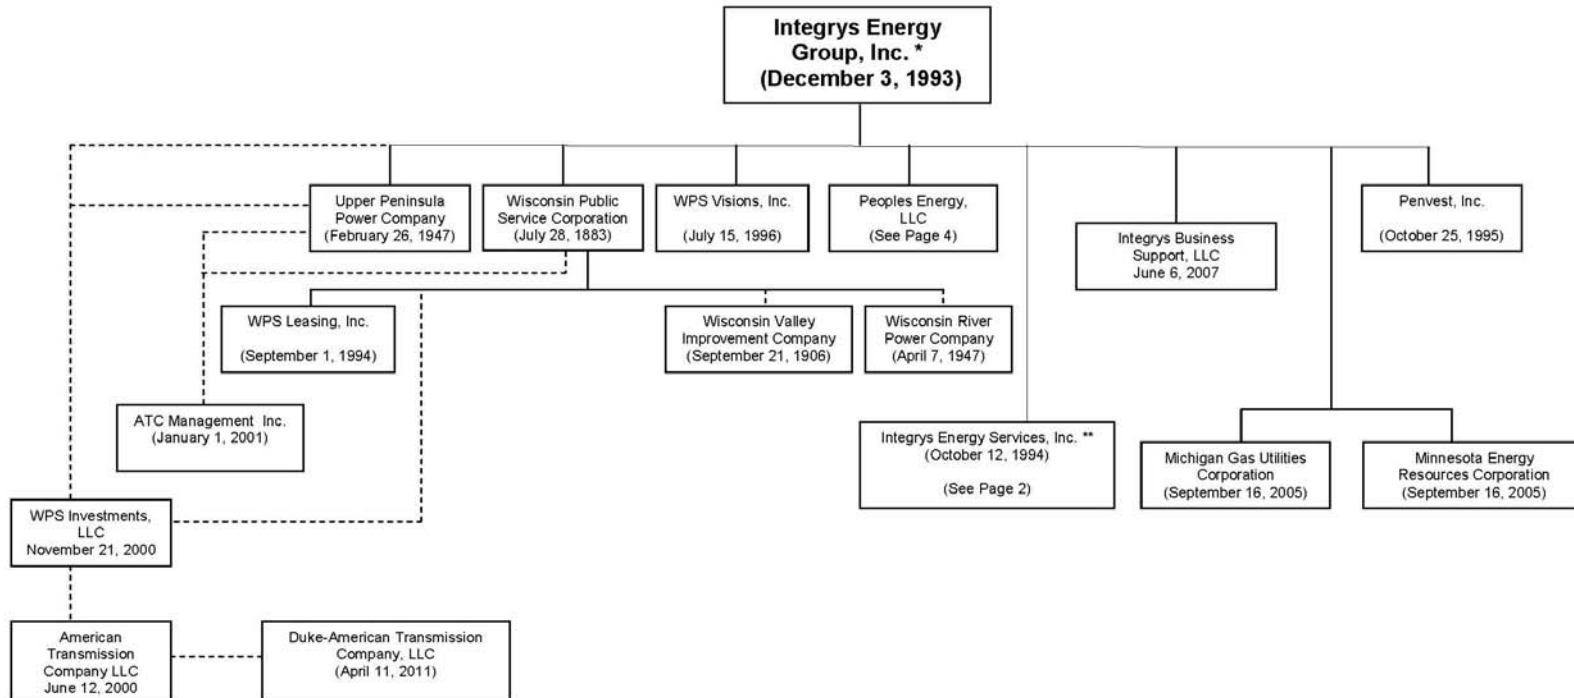 Integrys Energy
Group, Inc. *
(December 3, 1993)
Upper Peninsula
Power Company
(February 26, 1947)
Wisconsin Public
Service Corporation
(July 28, 1883)
WPS Visions, Inc.
(July 15, 1996)
Peoples Energy,
LLC
(See Page 4)
Integrys Business
Support, LLC
June 6, 2007
Penvest, Inc.
(October 25, 1995)
WPS Leasing, Inc.
(September 1, 1994)
Wisconsin Valley
Improvement Company
(September 21, 1906)
Wisconsin River
Power Company
(April 7, 1947)
ATC Management Inc.
(January 1, 2001)
Integrys Energy Services, Inc. **
(October 12, 1994)
(See Page 2)
Michigan Gas Utilities
Corporation
(September 16, 2005)
Minnesota Energy
Resources Corporation
(September 16, 2005)
WPS Investments,
LLC
November 21, 2000
American
Transmission
Company LLC
June 12, 2000
Duke-American Transmission
Company, LLC
(April 11, 2011)